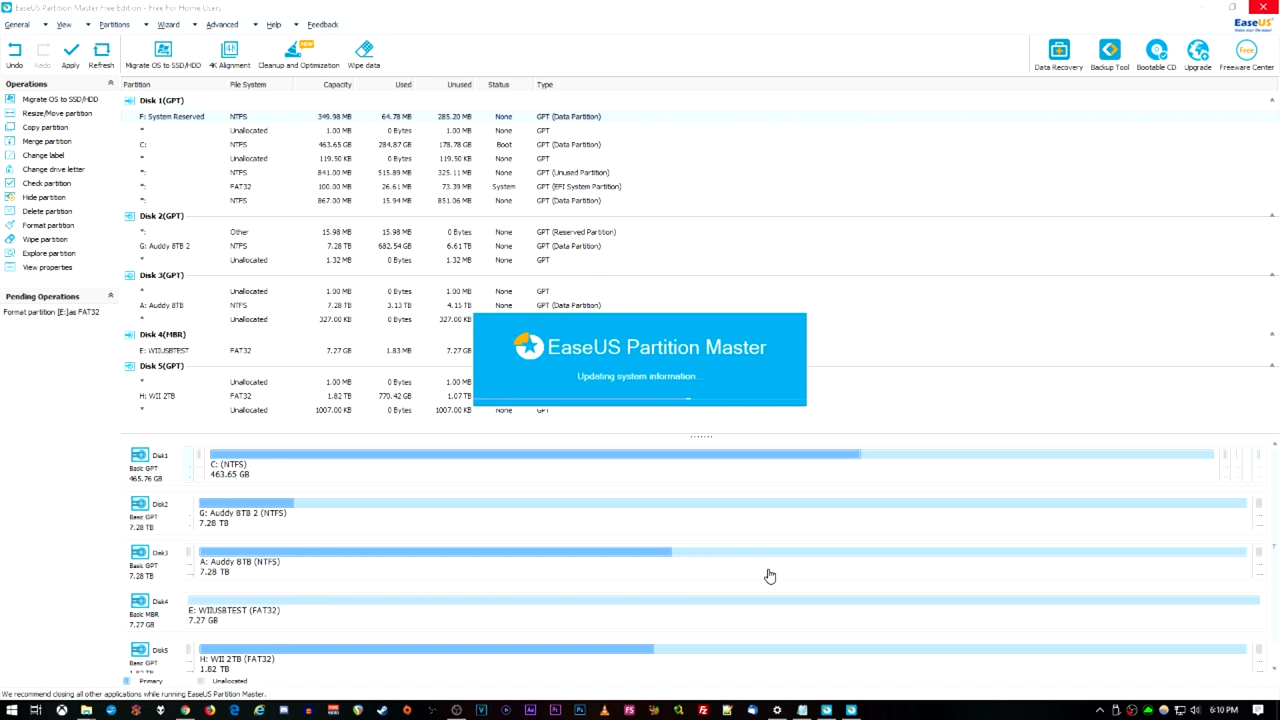 EaseUS Partition Master Free Edition - Free For Home Users
General View Partitions Wizard Advanced Help Feedback
EaseUS
Make your life easy!
Undo Redo Apply Refresh Migrate OS to SSD/HDD 4K Alignment Cleanup and Optimization Wipe data Data Recovery Backup Tool Bootable CD Upgrade Freeware Center
Operations
Migrate OS to SSD/HDD
Resize/Move partition
Copy partition
Merge partition
Change label
Change drive letter
Check partition
Hide partition
Delete partition
Format partition
Wipe partition
Explore partition
View properties
Pending Operations
Format partition [E:]as FAT32
Partition File System Capacity Used Unused Status Type
Disk 1(GPT)
F: System Reserved NTFS 349.98 MB 64.78 MB 285.20 MB None GPT (Data Partition)
* Unallocated 1.00 MB 0 Bytes 1.00 MB None GPT
C: NTFS 463.65 GB 284.87 GB 178.78 GB Boot GPT (Data Partition)
* Unallocated 119.50 KB 0 Bytes 119.50 KB None GPT
*: NTFS 841.00 MB 515.89 MB 325.11 MB None GPT (Unused Partition)
*: FAT32 100.00 MB 26.61 MB 73.39 MB System GPT (EFI System Partition)
*: NTFS 867.00 MB 15.94 MB 851.06 MB None GPT (Data Partition)
Disk 2(GPT)
*: Other 15.98 MB 15.98 MB 0 Bytes None GPT (Reserved Partition)
G: Auddy 8TB 2 NTFS 7.28 TB 682.54 GB 6.61 TB None GPT (Data Partition)
* Unallocated 1.32 MB 0 Bytes 1.32 MB None GPT
Disk 3(GPT)
* Unallocated 1.00 MB 0 Bytes 1.00 MB None GPT
A: Auddy 8TB NTFS 7.28 TB 3.13 TB 4.15 TB None GPT (Data Partition)
* Unallocated 327.00 KB 0 Bytes 327.00 KB
Disk 4(MBR)
E: WIIUSBTEST FAT32 7.27 GB 1.83 MB 7.27 GB
Disk 5(GPT)
* Unallocated 1.00 MB 0 Bytes 1.00 MB
H: WII 2TB FAT32 1.82 TB 770.42 GB 1.07 TB
* Unallocated 1007.00 KB 0 Bytes 1007.00 KB None GPT
EaseUS Partition Master
Updating system information...
Disk1
Basic GPT
465.76 GB
C: (NTFS)
463.65 GB
Disk2
Basic GPT
7.28 TB
G: Auddy 8TB 2 (NTFS)
7.28 TB
Disk3
Basic GPT
7.28 TB
A: Auddy 8TB (NTFS)
7.28 TB
Disk4
Basic MBR
7.27 GB
E: WIIUSBTEST (FAT32)
7.27 GB
Disk5
Basic GPT
1.82 TB
H: WII 2TB (FAT32)
1.82 TB
Primary Unallocated
We recommend closing all other applications while running EaseUS Partition Master.
6:10 PM